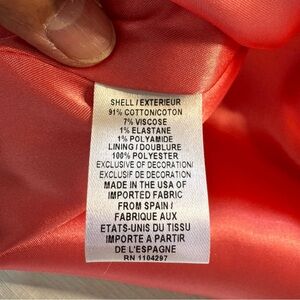 SHELL / EXTERIEUR
91% COTTON/COTON
7% VISCOSE
1% ELASTANE
1% POLYAMIDE
LINING / DOUBLURE
100% POLYESTER
EXCLUSIVE OF DECORATION/
EXCLUSIF DE DECORATION
MADE IN THE USA OF
IMPORTED FABRIC
FROM SPAIN /
FABRIQUE AUX
ETATS-UNIS DU TISSU
IMPORTE A PARTIR
DE L'ESPAGNE
RN 1104297